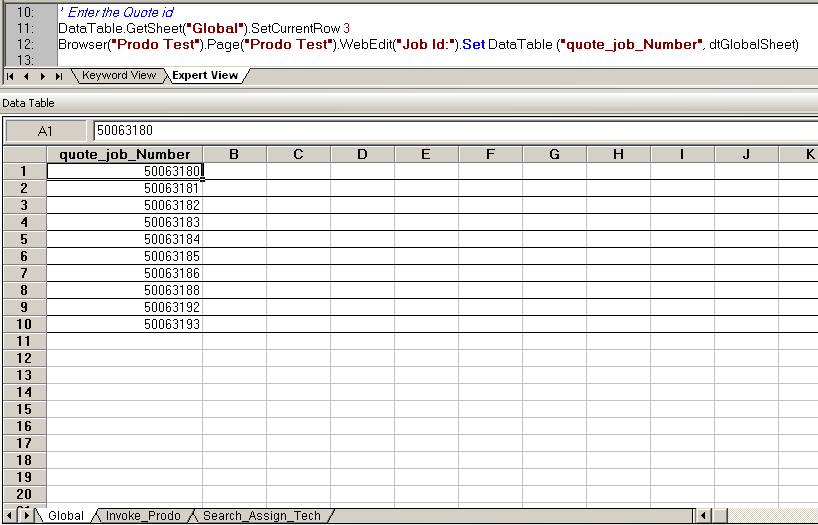 10: ' Enter the Quote id
11: DataTable.GetSheet("Global").SetCurrentRow 3
12: Browser("Prodo Test").Page("Prodo Test").WebEdit("Job Id:").Set DataTable ("quote_job_Number", dtGlobalSheet)
13:
Keyword View Expert View
Data Table
A1 50063180
quote_job_Number B C D E F G H I J K
1 50063180
2 50063181
3 50063182
4 50063183
5 50063184
6 50063185
7 50063186
8 50063188
9 50063192
10 50063193
11
12
13
14
15
16
17
18
19
20
Global Invoke_Prodo Search_Assign_Tech